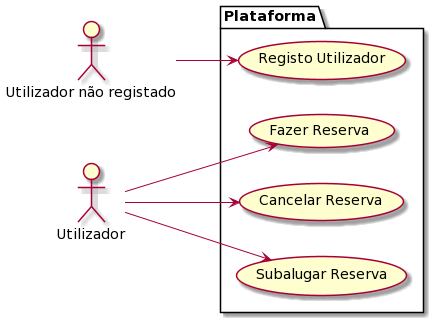 Plataforma
Utilizador não registado
Registo Utilizador
Fazer Reserva
Utilizador
Cancelar Reserva
Subalugar Reserva